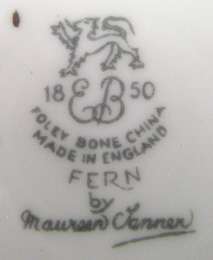 18 EB 50
FOLEY BONE CHINA
MADE IN ENGLAND
FERN
by
Maureen Tanner